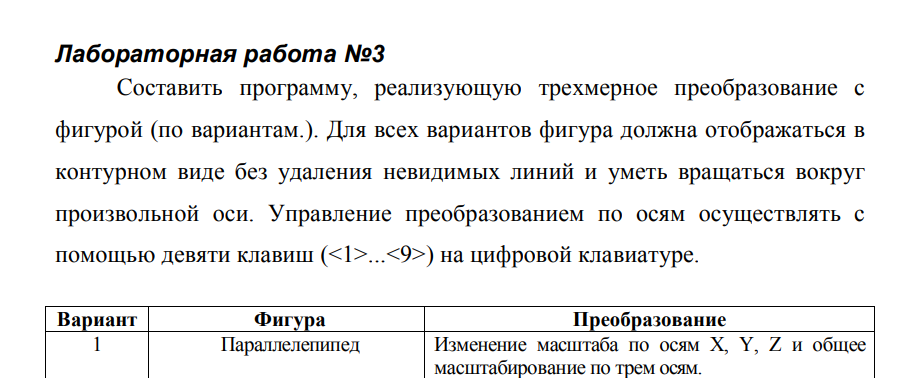 Лабораторная работа №3
Составить программу, реализующую трехмерное преобразование с
фигурой (по вариантам.). Для всех вариантов фигура должна отображаться в
контурном виде без удаления невидимых линий и уметь вращаться вокруг
произвольной оси. Управление преобразованием по осям осуществлять с
помощью девяти клавиш (<1>...<9>) на цифровой клавиатуре.
Вариант Фигура Преобразование
1 Параллелепипед Изменение масштаба по осям X, Y, Z и общее
масштабирование по трем осям.